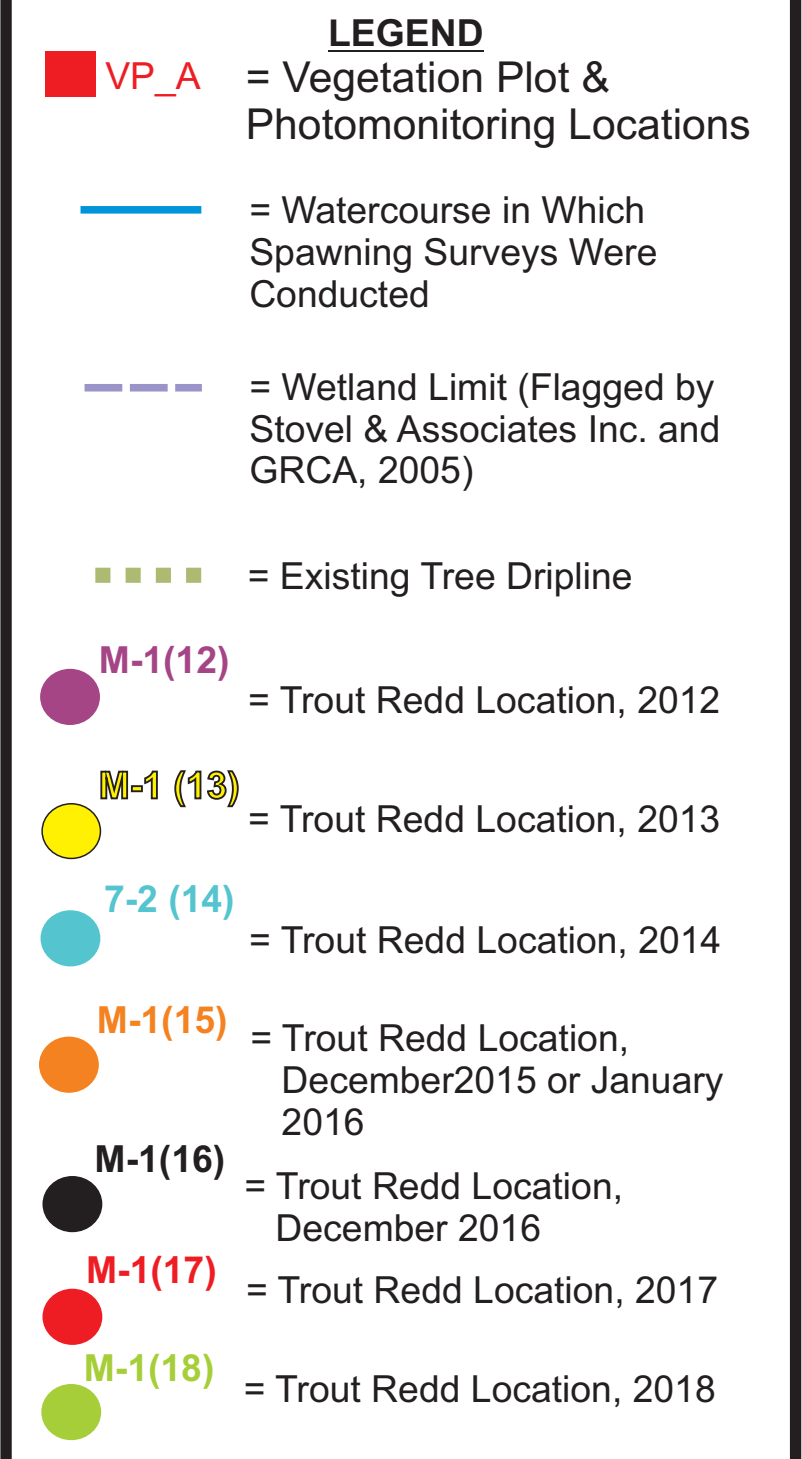 LEGEND
VP_A = Vegetation Plot &
Photomonitoring Locations
= Watercourse in Which
Spawning Surveys Were
Conducted
= Wetland Limit (Flagged by
Stovel & Associates Inc. and
GRCA, 2005)
= Existing Tree Dripline
M-1(12)
= Trout Redd Location, 2012
M-1 (13)
= Trout Redd Location, 2013
7-2 (14)
= Trout Redd Location, 2014
M-1(15)
= Trout Redd Location,
December2015 or January
2016
M-1(16)
= Trout Redd Location,
December 2016
M-1(17)
= Trout Redd Location, 2017
M-1(18)
= Trout Redd Location, 2018